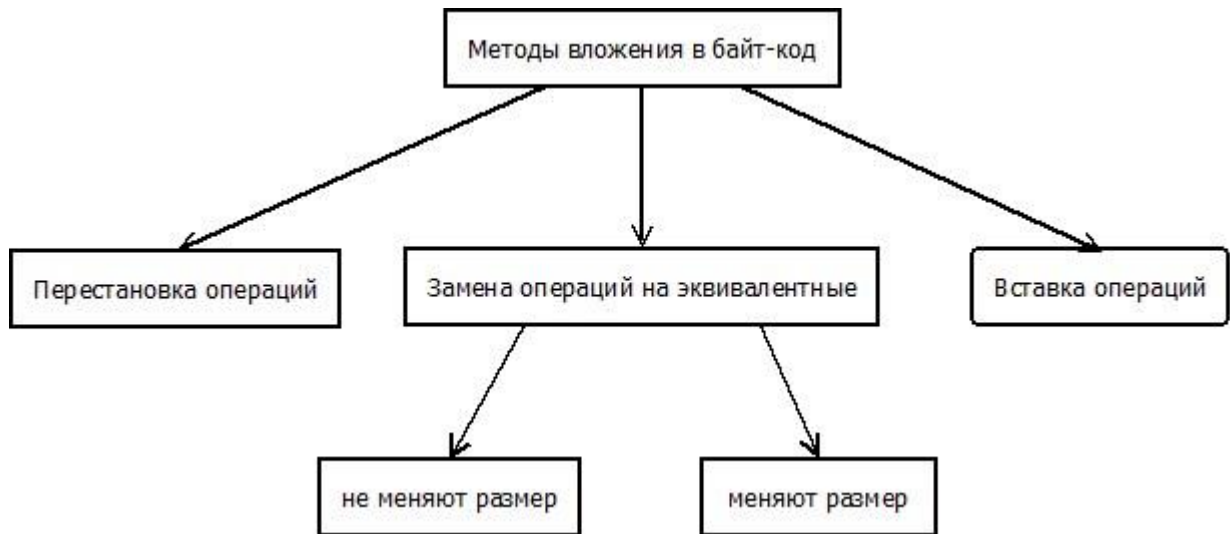 Методы вложения в байт-код
Перестановка операций
Замена операций на эквивалентные
Вставка операций
не меняют размер
меняют размер